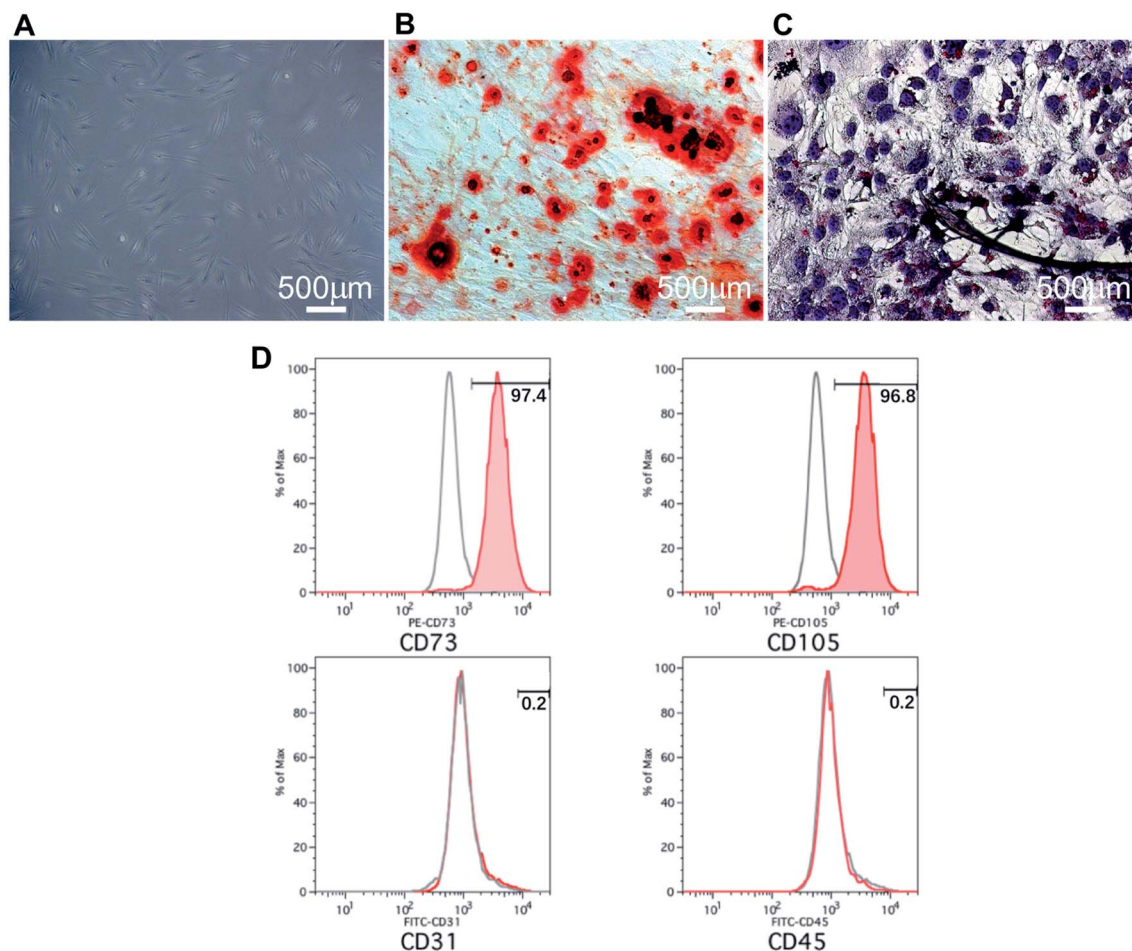 A
B
C
500μm
500μm
500μm
D
100
80
60
40
20
0
% of Max
97.4
10¹
10²
10³
10⁴
PE-CD73
CD73
100
80
60
40
20
0
% of Max
96.8
10¹
10²
10³
10⁴
PE-CD105
CD105
100
80
60
40
20
0
% of Max
0.2
10¹
10²
10³
10⁴
FITC-CD31
CD31
100
80
60
40
20
0
% of Max
0.2
10¹
10²
10³
10⁴
FITC-CD45
CD45